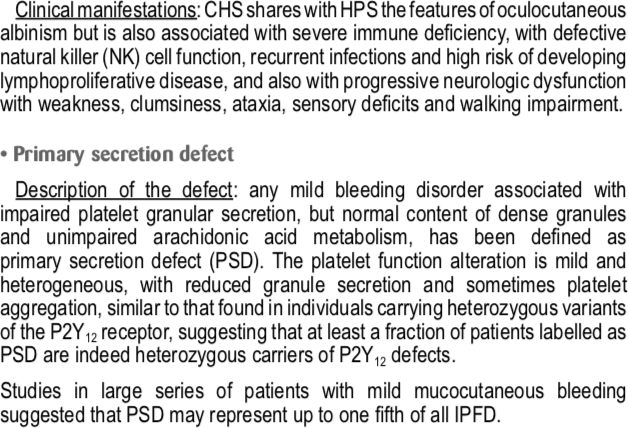 Clinical manifestations: CHS shares with HPS the features of oculocutaneous
albinism but is also associated with severe immune deficiency, with defective
natural killer (NK) cell function, recurrent infections and high risk of developing
lymphoproliferative disease, and also with progressive neurologic dysfunction
with weakness, clumsiness, ataxia, sensory deficits and walking impairment.
• Primary secretion defect
Description of the defect: any mild bleeding disorder associated with
impaired platelet granular secretion, but normal content of dense granules
and unimpaired arachidonic acid metabolism, has been defined as
primary secretion defect (PSD). The platelet function alteration is mild and
heterogeneous, with reduced granule secretion and sometimes platelet
aggregation, similar to that found in individuals carrying heterozygous variants
of the P2Y₁₂ receptor, suggesting that at least a fraction of patients labelled as
PSD are indeed heterozygous carriers of P2Y₁₂ defects.
Studies in large series of patients with mild mucocutaneous bleeding
suggested that PSD may represent up to one fifth of all IPFD.